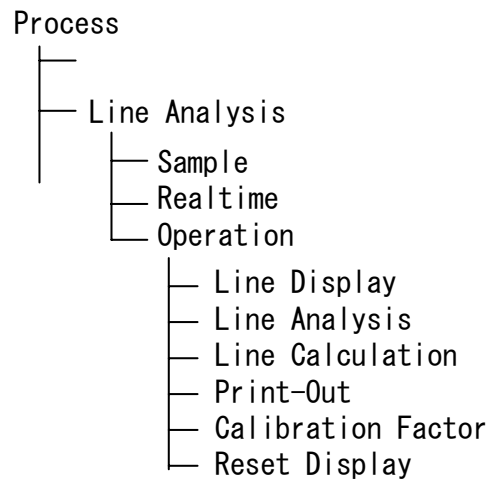 Process
Line Analysis
Sample
Realtime
Operation
Line Display
Line Analysis
Line Calculation
Print-Out
Calibration Factor
Reset Display